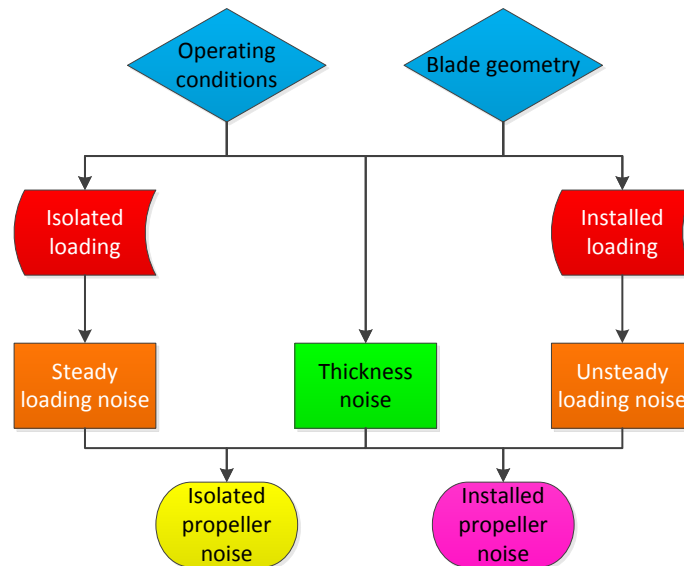 Operating
conditions
Blade geometry
Isolated
loading
Installed
loading
Steady
loading noise
Thickness
noise
Unsteady
loading noise
Isolated
propeller
noise
Installed
propeller
noise